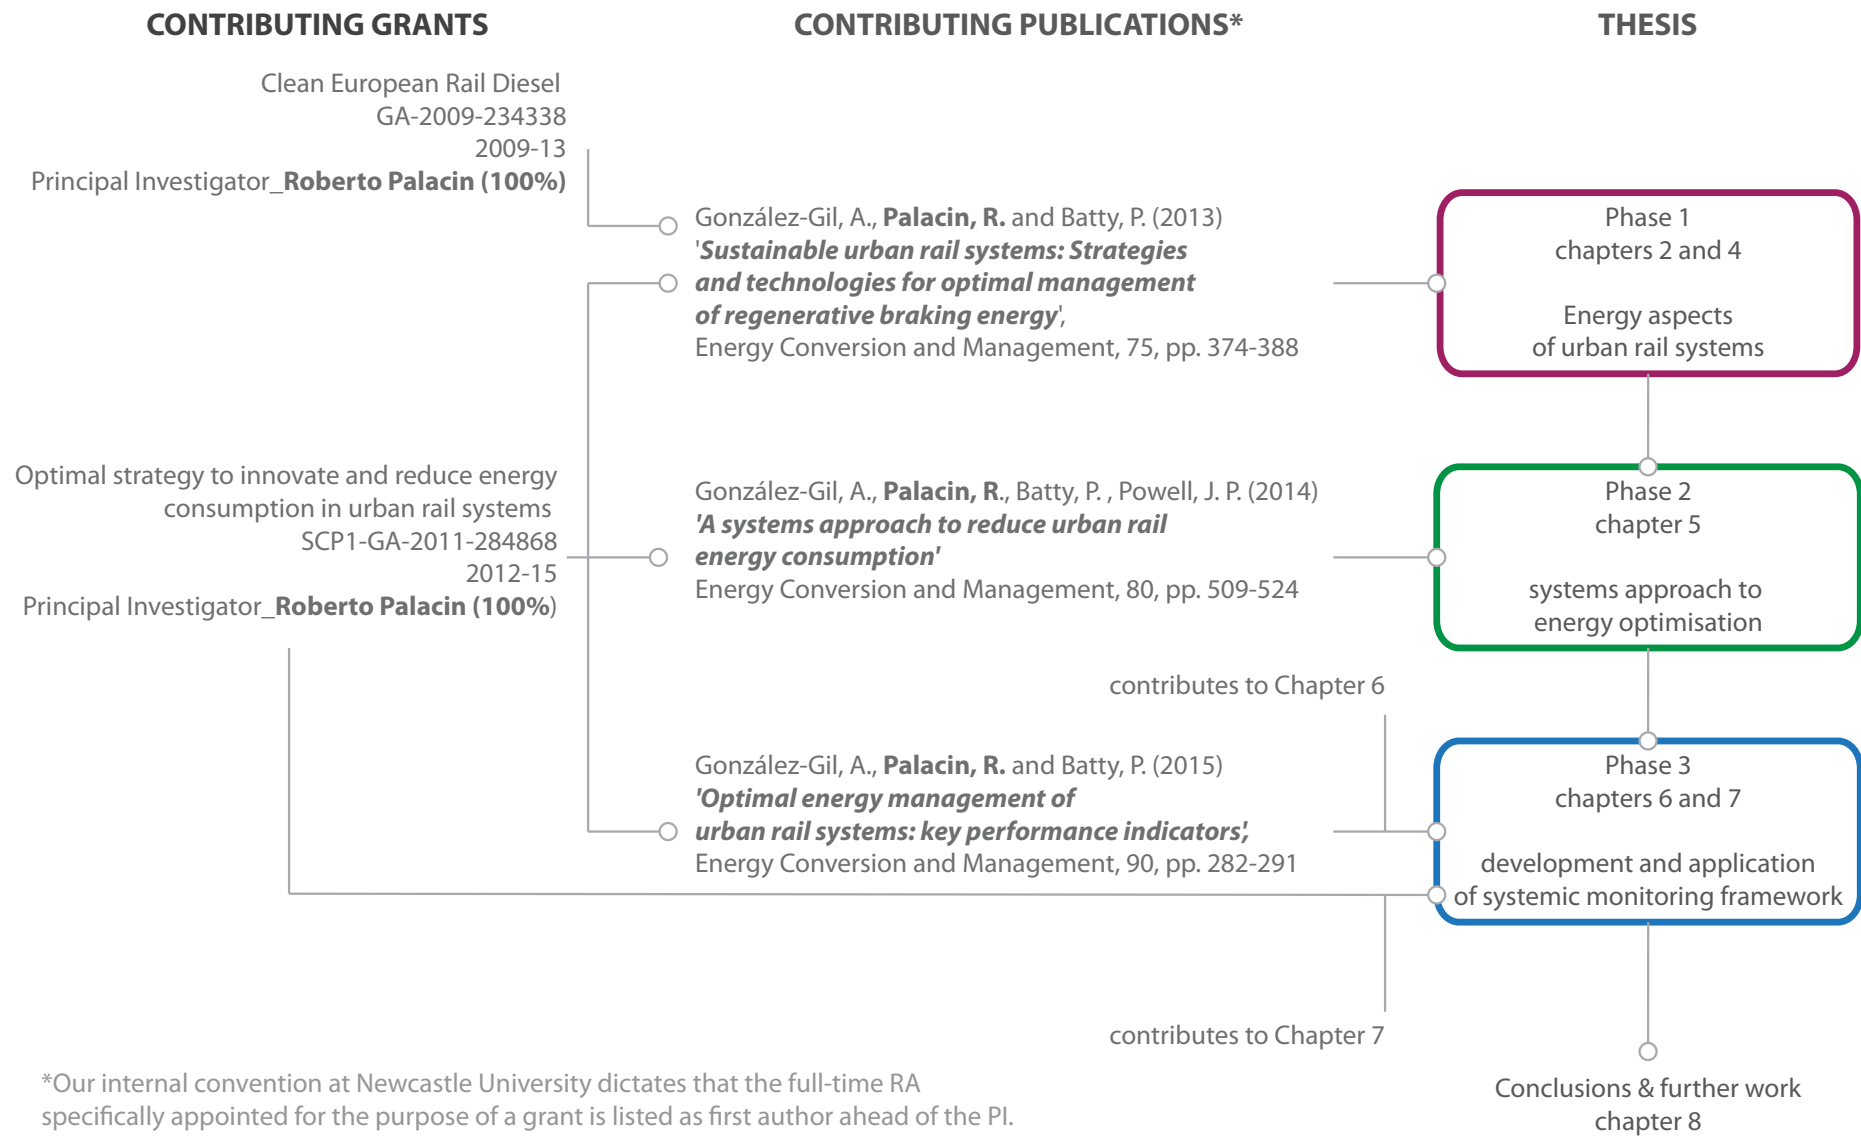 CONTRIBUTING GRANTS
Clean European Rail Diesel
GA-2009-234338
2009-13
Principal Investigator_Roberto Palacin (100%)
Optimal strategy to innovate and reduce energy
consumption in urban rail systems
SCP1-GA-2011-284868
2012-15
Principal Investigator_Roberto Palacin (100%)
CONTRIBUTING PUBLICATIONS*
González-Gil, A., Palacin, R. and Batty, P. (2013)
'Sustainable urban rail systems: Strategies
and technologies for optimal management
of regenerative braking energy',
Energy Conversion and Management, 75, pp. 374-388
González-Gil, A., Palacin, R., Batty, P. , Powell, J. P. (2014)
'A systems approach to reduce urban rail
energy consumption'
Energy Conversion and Management, 80, pp. 509-524
contributes to Chapter 6
González-Gil, A., Palacin, R. and Batty, P. (2015)
'Optimal energy management of
urban rail systems: key performance indicators',
Energy Conversion and Management, 90, pp. 282-291
contributes to Chapter 7
THESIS
Phase 1
chapters 2 and 4
Energy aspects
of urban rail systems
Phase 2
chapter 5
systems approach to
energy optimisation
Phase 3
chapters 6 and 7
development and application
of systemic monitoring framework
Conclusions & further work
chapter 8
*Our internal convention at Newcastle University dictates that the full-time RA
specifically appointed for the purpose of a grant is listed as first author ahead of the PI.